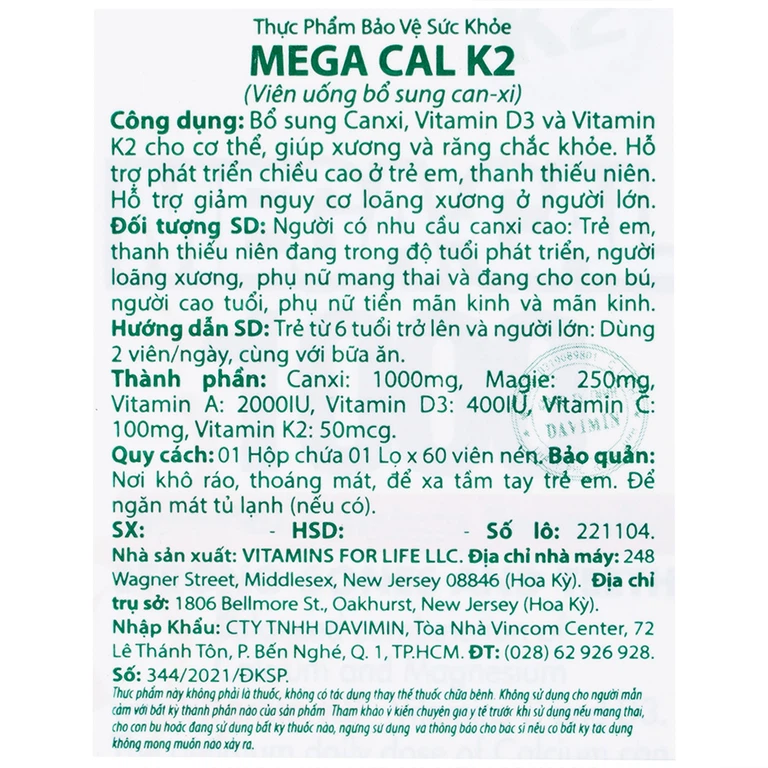 Thực Phẩm Bảo Vệ Sức Khỏe
MEGA CAL K2
(Viên uống bổ sung can-xi)
Công dụng: Bổ sung Canxi, Vitamin D3 và Vitamin
K2 cho cơ thể, giúp xương và răng chắc khỏe. Hỗ
trợ phát triển chiều cao ở trẻ em, thanh thiếu niên.
Hỗ trợ giảm nguy cơ loãng xương ở người lớn.
Đối tượng SD: Người có nhu cầu canxi cao: Trẻ em,
thanh thiếu niên đang trong độ tuổi phát triển, người
loãng xương, phụ nữ mang thai và đang cho con bú,
người cao tuổi, phụ nữ tiền mãn kinh và mãn kinh.
Hướng dẫn SD: Trẻ từ 6 tuổi trở lên và người lớn: Dùng
2 viên/ngày, cùng với bữa ăn.
Thành phần: Canxi: 1000mg, Magie: 250mg,
Vitamin A: 2000IU, Vitamin D3: 400IU, Vitamin C:
100mg, Vitamin K2: 50mcg.
DAVIMIN
Quy cách: 01 Hộp chứa 01 Lọ x 60 viên nén. Bảo quản:
Nơi khô ráo, thoáng mát, để xa tầm tay trẻ em. Để
ngăn mát tủ lạnh (nếu có).
SX: - HSD: - Số lô: 221104.
Nhà sản xuất: VITAMINS FOR LIFE LLC. Địa chỉ nhà máy: 248
Wagner Street, Middlesex, New Jersey 08846 (Hoa Kỳ). Địa chỉ
trụ sở: 1806 Bellmore St., Oakhurst, New Jersey (Hoa Kỳ).
Nhập Khẩu: CTY TNHH DAVIMIN, Tòa Nhà Vincom Center, 72
Lê Thánh Tôn, P. Bến Nghé, Q. 1, TP.HCM. ĐT: (028) 62 926 928.
Số: 344/2021/ĐKSP.
Thực phẩm này không phải là thuốc, không có tác dụng thay thế thuốc chữa bệnh. Không sử dụng cho người mẫn
cảm với bất kỳ thành phần nào của sản phẩm Tham khảo ý kiến chuyên gia y tế trước khi sử dụng nếu mang thai,
cho con bu hoặc đang sử dụng bất kỳ thuốc nào, ngưng sử dụng và thông báo cho bác sĩ nếu có bất kỳ tác dụng
không mong muốn nào xảy ra.